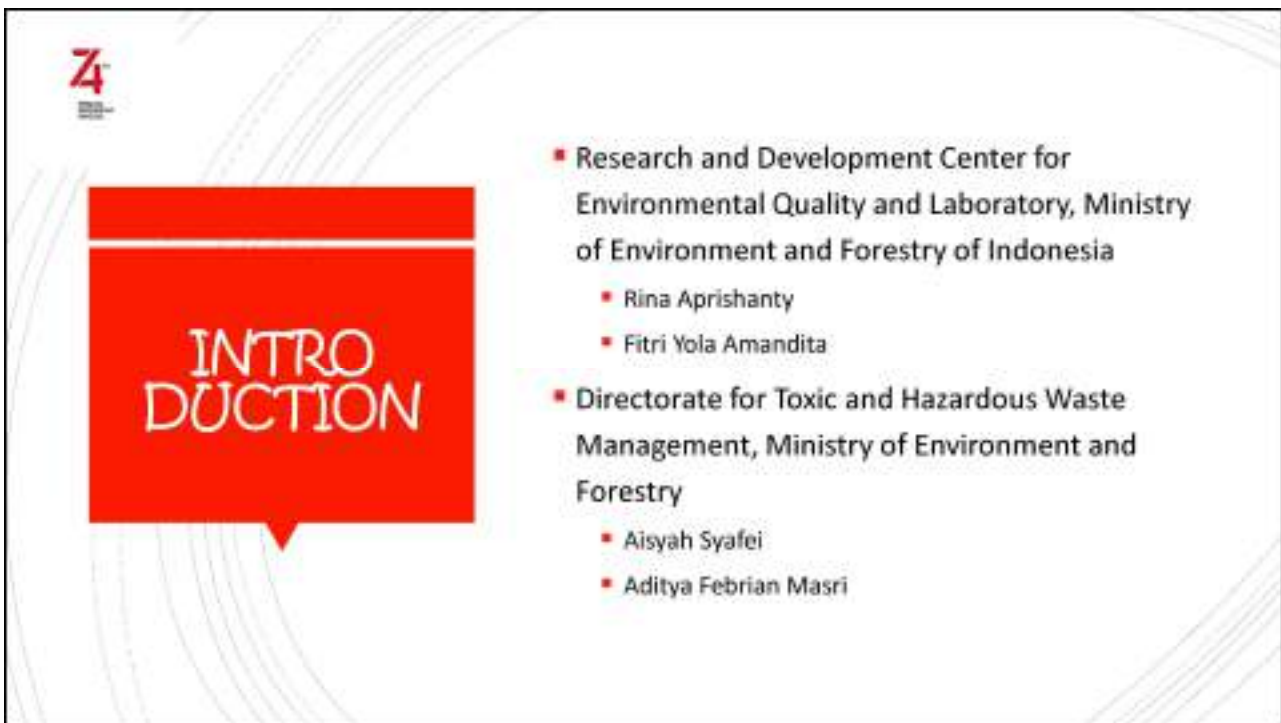 74
INTRO
DUCTION
▪ Research and Development Center for
Environmental Quality and Laboratory, Ministry
of Environment and Forestry of Indonesia
▪ Rina Aprishanty
▪ Fitri Yola Amandita
▪ Directorate for Toxic and Hazardous Waste
Management, Ministry of Environment and
Forestry
▪ Aisyah Syafei
▪ Aditya Febrian Masri